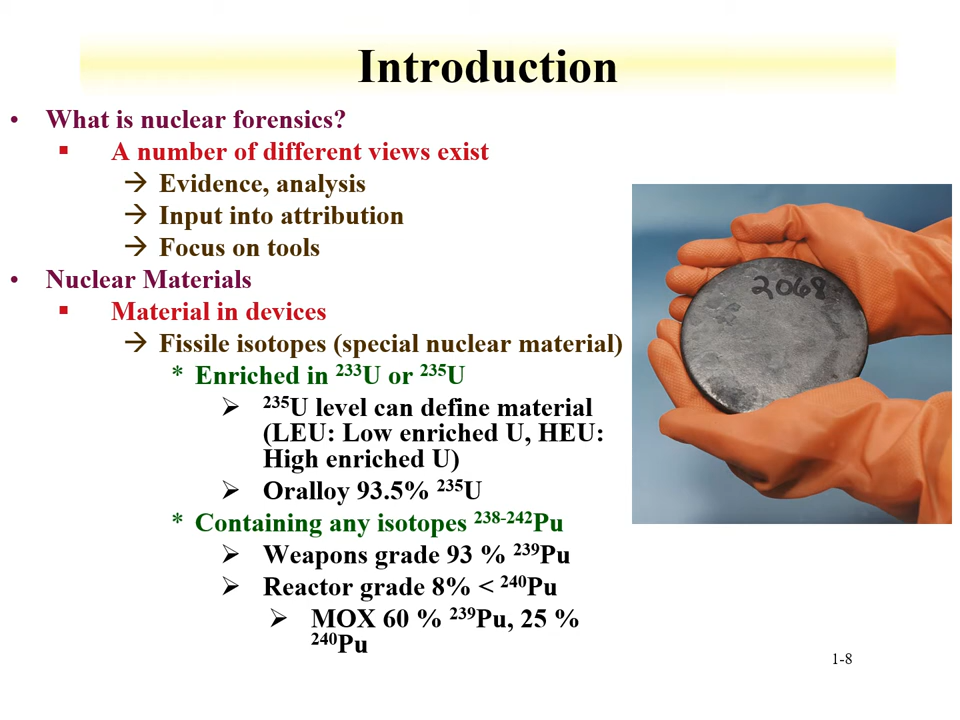 Introduction
• What is nuclear forensics?
▪ A number of different views exist
→ Evidence, analysis
→ Input into attribution
→ Focus on tools
• Nuclear Materials
▪ Material in devices
→ Fissile isotopes (special nuclear material)
* Enriched in ²³³U or ²³⁵U
➢ ²³⁵U level can define material
(LEU: Low enriched U, HEU:
High enriched U)
➢ Oralloy 93.5% ²³⁵U
* Containing any isotopes ²³⁸⁻²⁴²Pu
➢ Weapons grade 93 % ²³⁹Pu
➢ Reactor grade 8% < ²⁴⁰Pu
➢ MOX 60 % ²³⁹Pu, 25 %
²⁴⁰Pu
2068
1-8